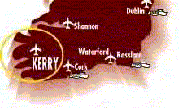 Dublin
Shannon
Waterford
Rosslare
KERRY
Cork